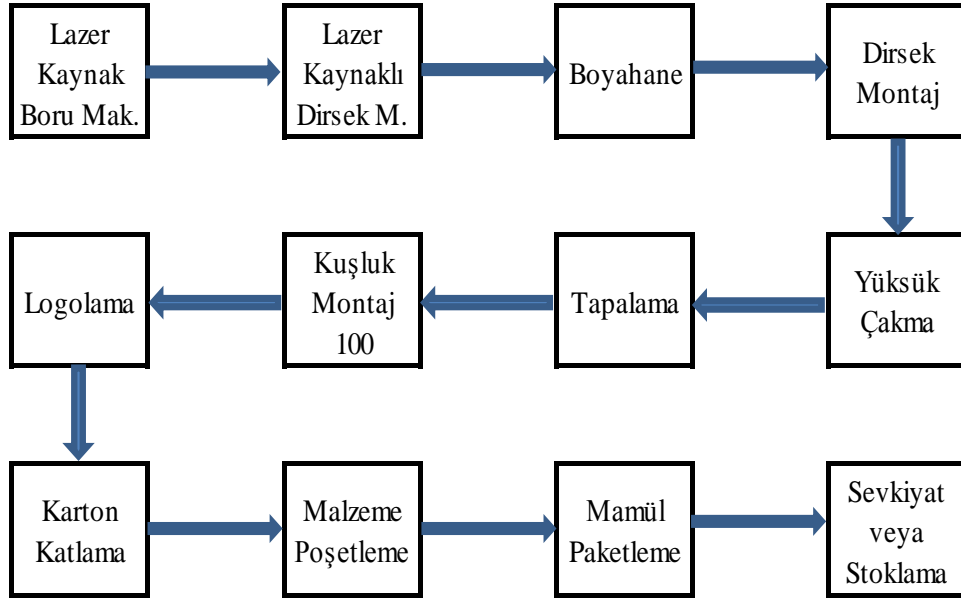 Lazer
Kaynak
Boru Mak.
Lazer
Kaynaklı
Dirsek M.
Boyahane
Dirsek
Montaj
Yüksük
Çakma
Tapalama
Kuşluk
Montaj
100
Logolama
Karton
Katlama
Malzeme
Poşetleme
Mamül
Paketleme
Sevkiyat
veya
Stoklama